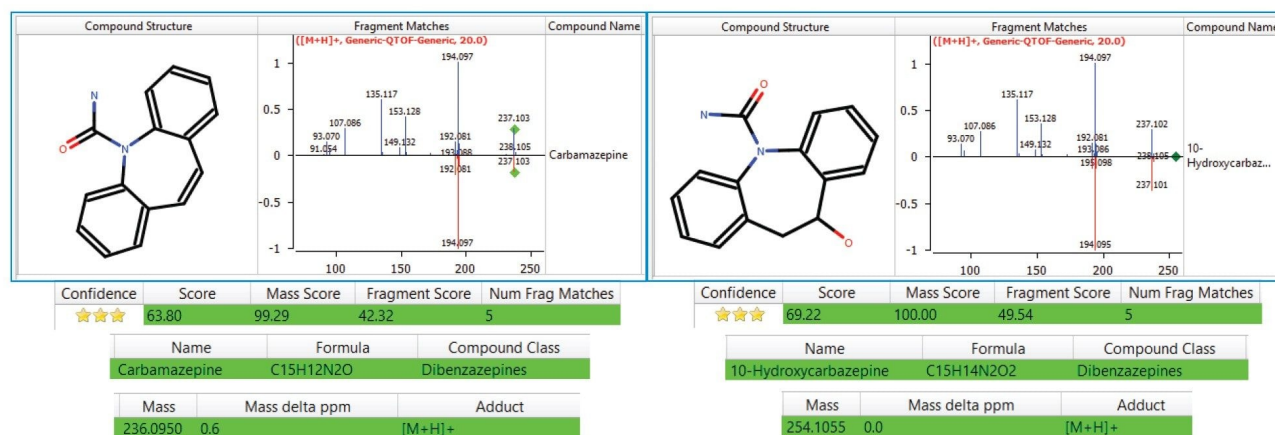 Compound Structure Fragment Matches Compound Name
([M+H]+, Generic-QTOF-Generic, 20.0)
194.097
1
135.117
0.5
153.128
107.086
237.103
93.070
149.132
192.081
91.054
193.088
238.105
0
192.081
237.103
-0.5
194.097
-1
100 150 200 250
N
O
N
Carbamazepine
Confidence Score Mass Score Fragment Score Num Frag Matches
63.80 99.29 42.32 5
Name Formula Compound Class
Carbamazepine C15H12N2O Dibenzazepines
Mass Mass delta ppm Adduct
236.0950 0.6 [M+H]+
Compound Structure Fragment Matches Compound Name
([M+H]+, Generic-QTOF-Generic, 20.0)
194.097
1
135.117
0.5
153.128
107.086
237.102
93.070
149.132
192.081
193.086
238.105
0
195.098
237.101
-0.5
194.095
-1
100 150 200 250
O
N
N
O
10-
Hydroxycarbaz...
Confidence Score Mass Score Fragment Score Num Frag Matches
69.22 100.00 49.54 5
Name Formula Compound Class
10-Hydroxycarbazepine C15H14N2O2 Dibenzazepines
Mass Mass delta ppm Adduct
254.1055 0.0 [M+H]+